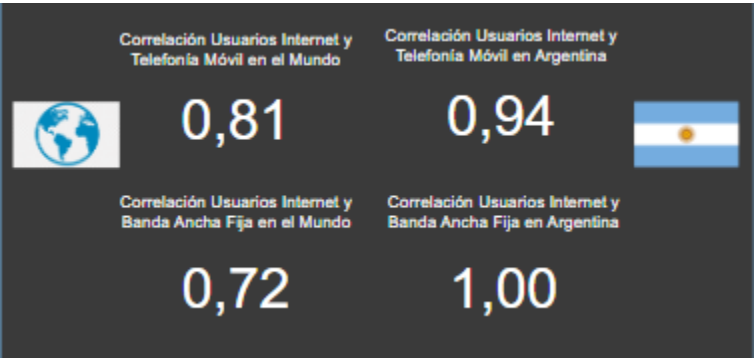 Correlación Usuarios Internet y
Telefonía Móvil en el Mundo
0,81
Correlación Usuarios Internet y
Telefonía Móvil en Argentina
0,94
Correlación Usuarios Internet y
Banda Ancha Fija en el Mundo
0,72
Correlación Usuarios Internet y
Banda Ancha Fija en Argentina
1,00